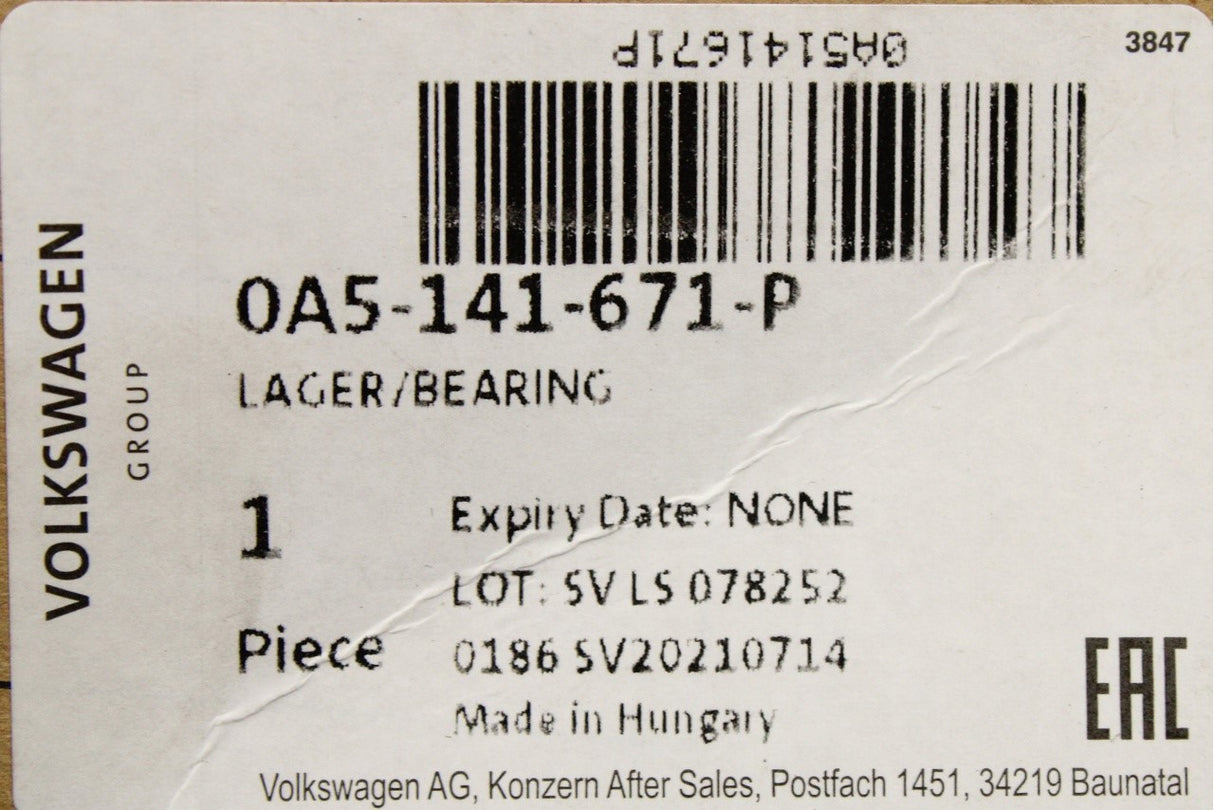 0A5141671P
3847
0A5-141-671-P
LAGER/BEARING
1
Piece
Expiry Date: NONE
LOT: SV LS 078252
0186 SV20210714
Made in Hungary
EAC
Volkswagen AG, Konzern After Sales, Postfach 1451, 34219 Baunatal
VOLKSWAGEN
GROUP